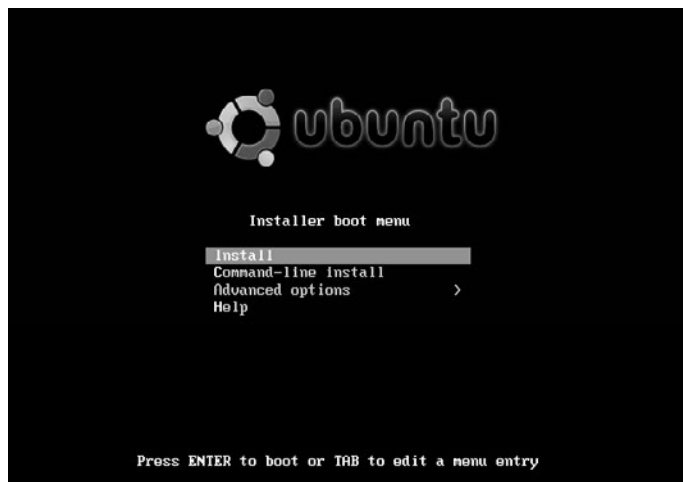 ubuntu
Installer boot menu
Install
Command-line install
Advanced options >
Help
Press ENTER to boot or TAB to edit a menu entry